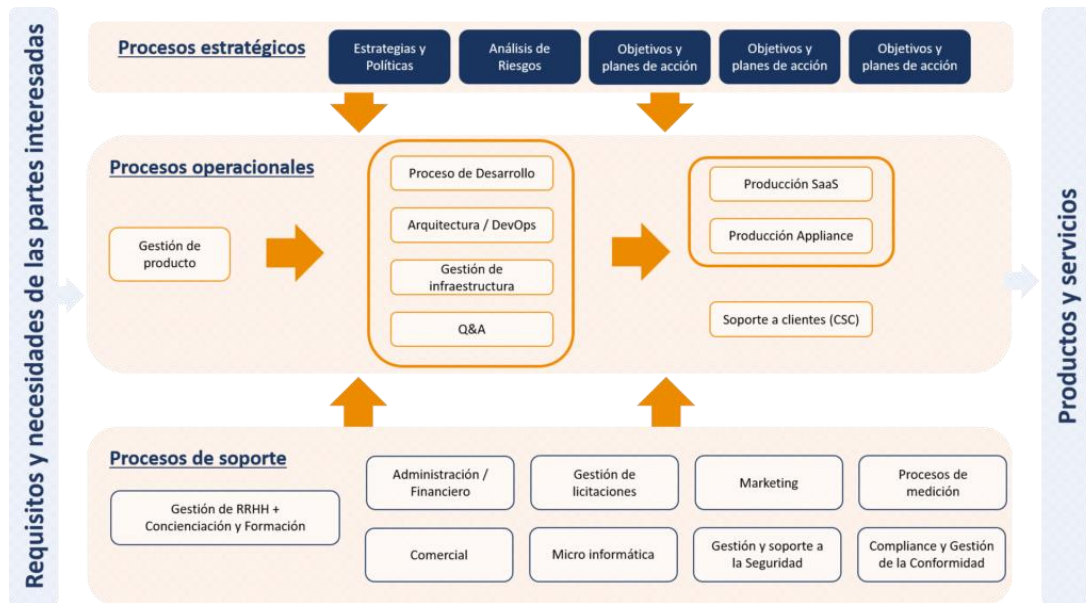 Requisitos y necesidades de las partes interesadas
Procesos estratégicos
Estrategias y
Políticas
Análisis de
Riesgos
Objetivos y
planes de acción
Objetivos y
planes de acción
Objetivos y
planes de acción
Procesos operacionales
Gestión de
producto
Proceso de Desarrollo
Arquitectura / DevOps
Gestión de
infraestructura
Q&A
Producción SaaS
Producción Appliance
Soporte a clientes (CSC)
Procesos de soporte
Gestión de RRHH +
Concienciación y Formación
Administración /
Financiero
Gestión de
licitaciones
Marketing
Procesos de
medición
Comercial
Micro informática
Gestión y soporte a
la Seguridad
Compliance y Gestión
de la Conformidad
Productos y servicios